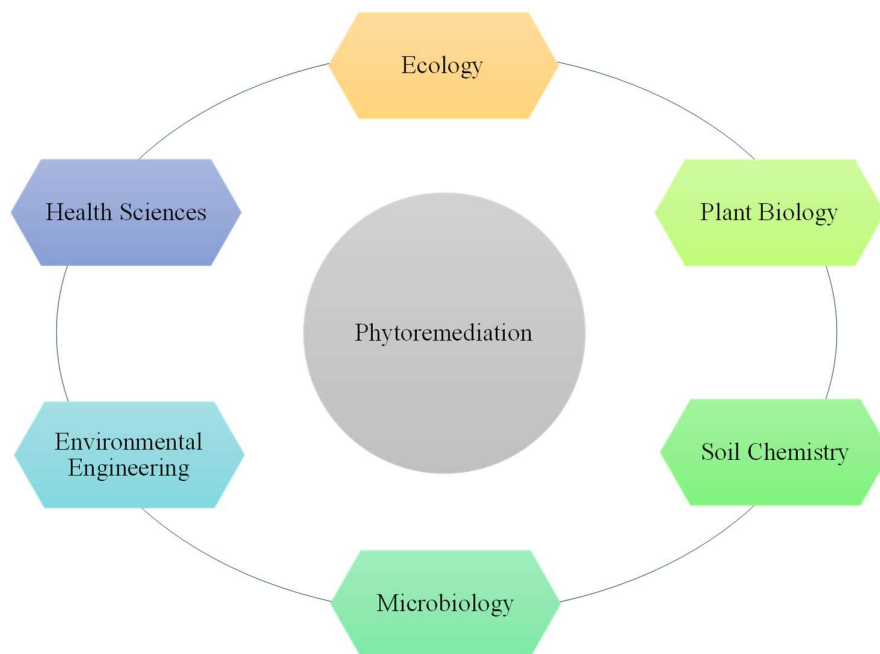 Ecology
Health Sciences
Plant Biology
Phytoremediation
Environmental
Engineering
Soil Chemistry
Microbiology